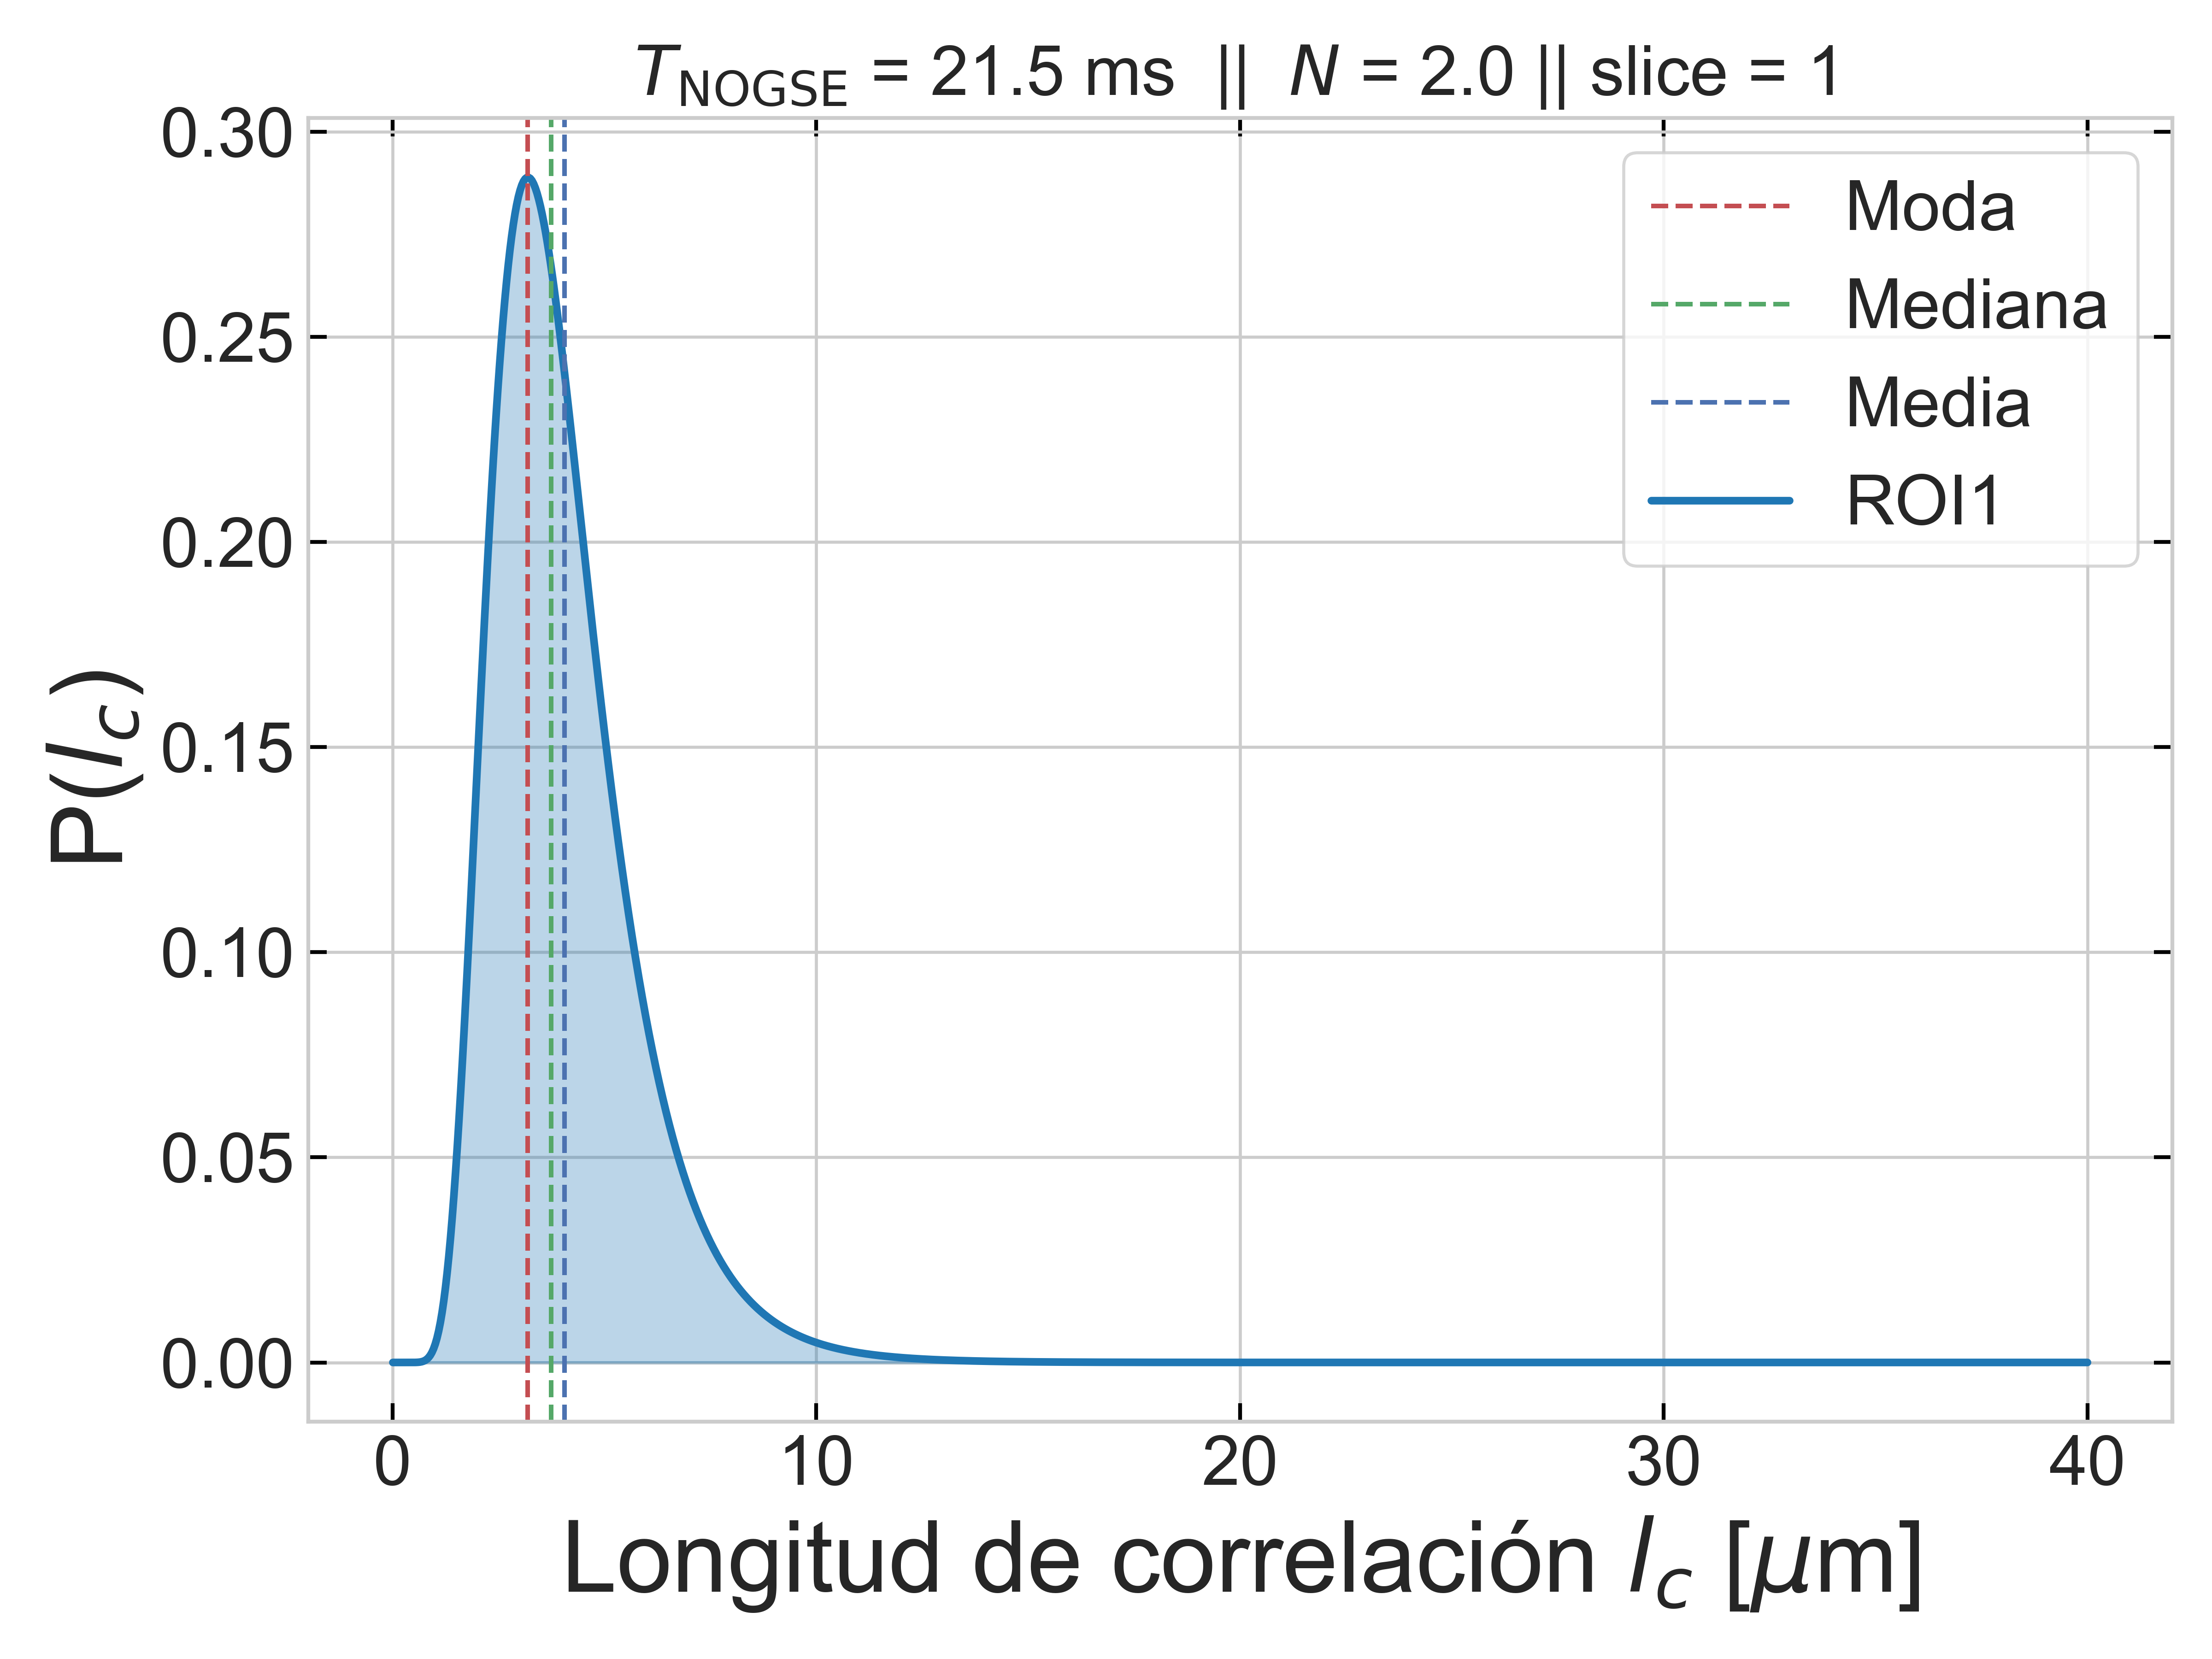 T_NOGSE = 21.5 ms || N = 2.0 || slice = 1
0.30
0.25
0.20
0.15
0.10
0.05
0.00
P(l_c)
Moda
Mediana
Media
ROI1
0 10 20 30 40
Longitud de correlación l_c [μm]